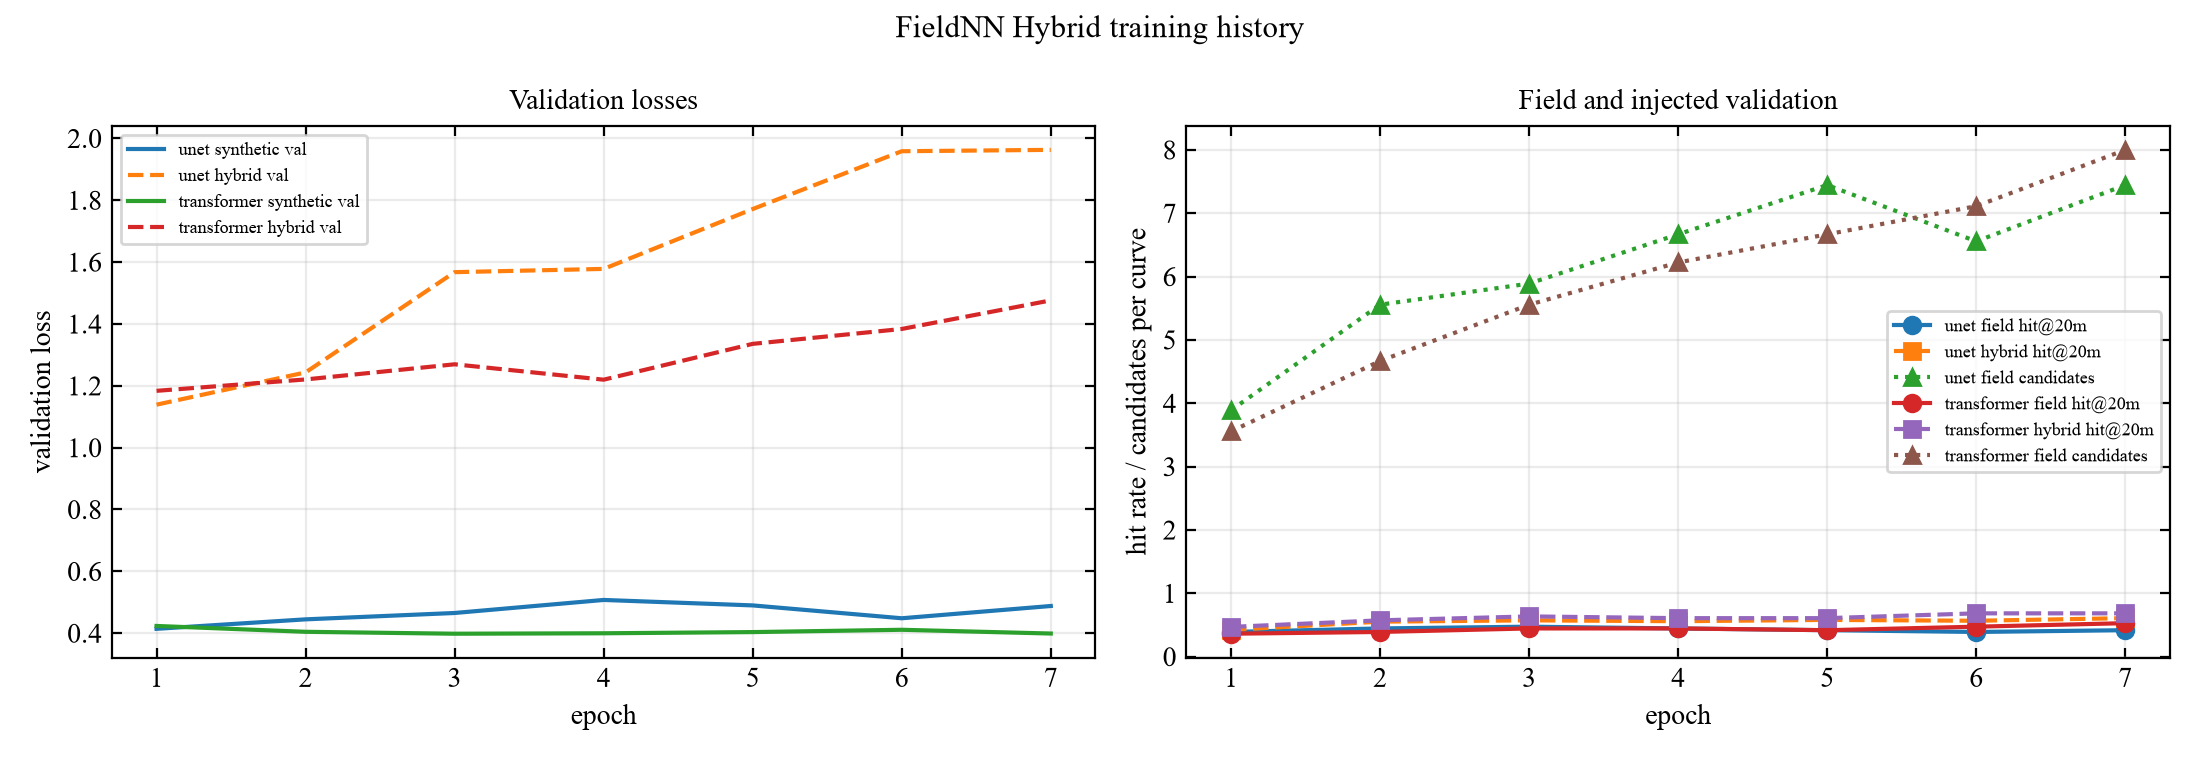 FieldNN Hybrid training history
Validation losses
validation loss
2.0
1.8
1.6
1.4
1.2
1.0
0.8
0.6
0.4
unet synthetic val
unet hybrid val
transformer synthetic val
transformer hybrid val
1 2 3 4 5 6 7
epoch
Field and injected validation
hit rate / candidates per curve
8
7
6
5
4
3
2
1
0
unet field hit@20m
unet hybrid hit@20m
unet field candidates
transformer field hit@20m
transformer hybrid hit@20m
transformer field candidates
1 2 3 4 5 6 7
epoch